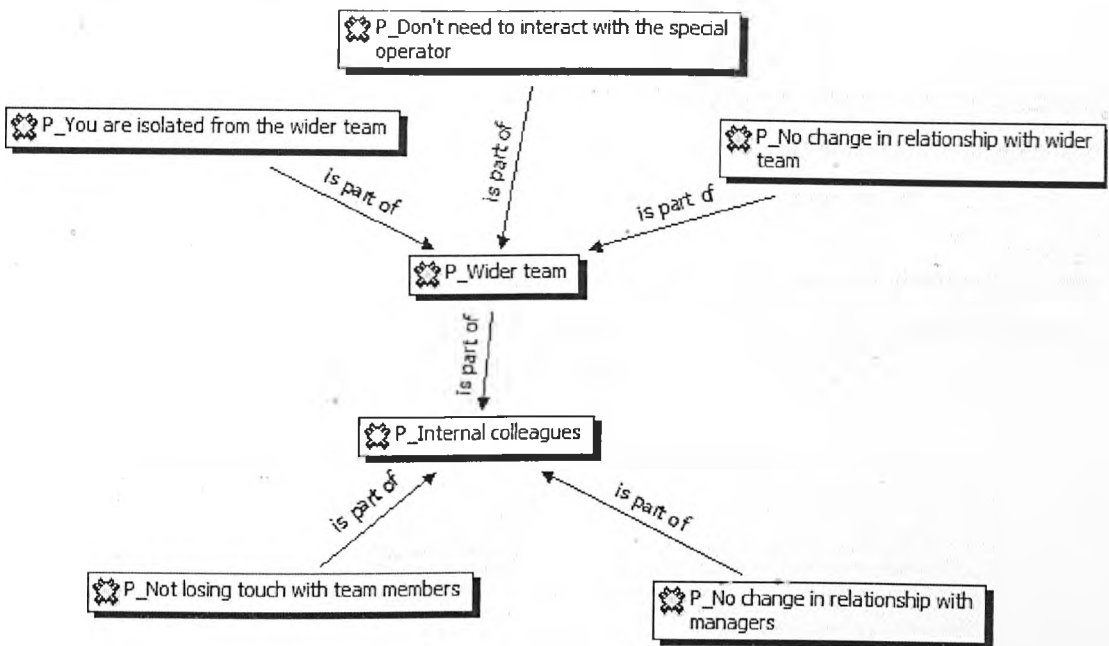 P_Don't need to interact with the special
operator
P_You are isolated from the wider team
P_No change in relationship with wider
team
is part of
is part of
is part of
P_Wider team
is part of
P_Internal colleagues
is part of
is part of
P_Not losing touch with team members
P_No change in relationship with
managers